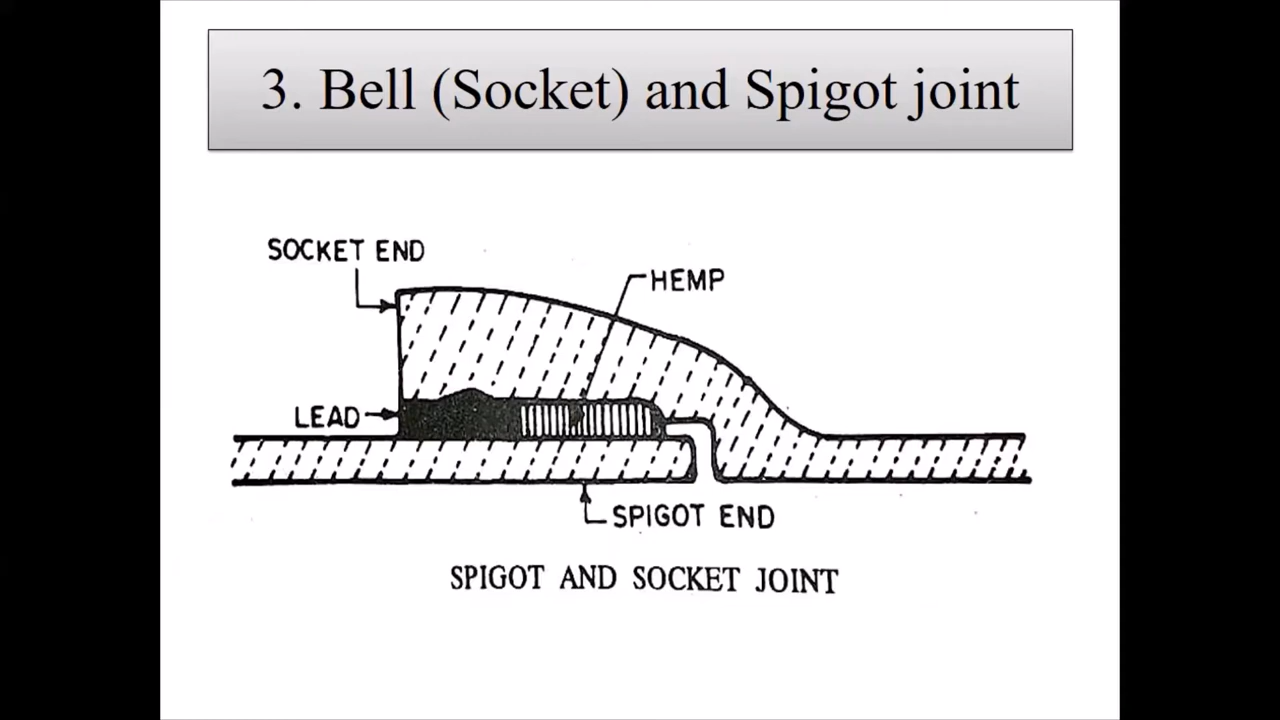 3. Bell (Socket) and Spigot joint
SOCKET END
HEMP
LEAD
SPIGOT END
SPIGOT AND SOCKET JOINT